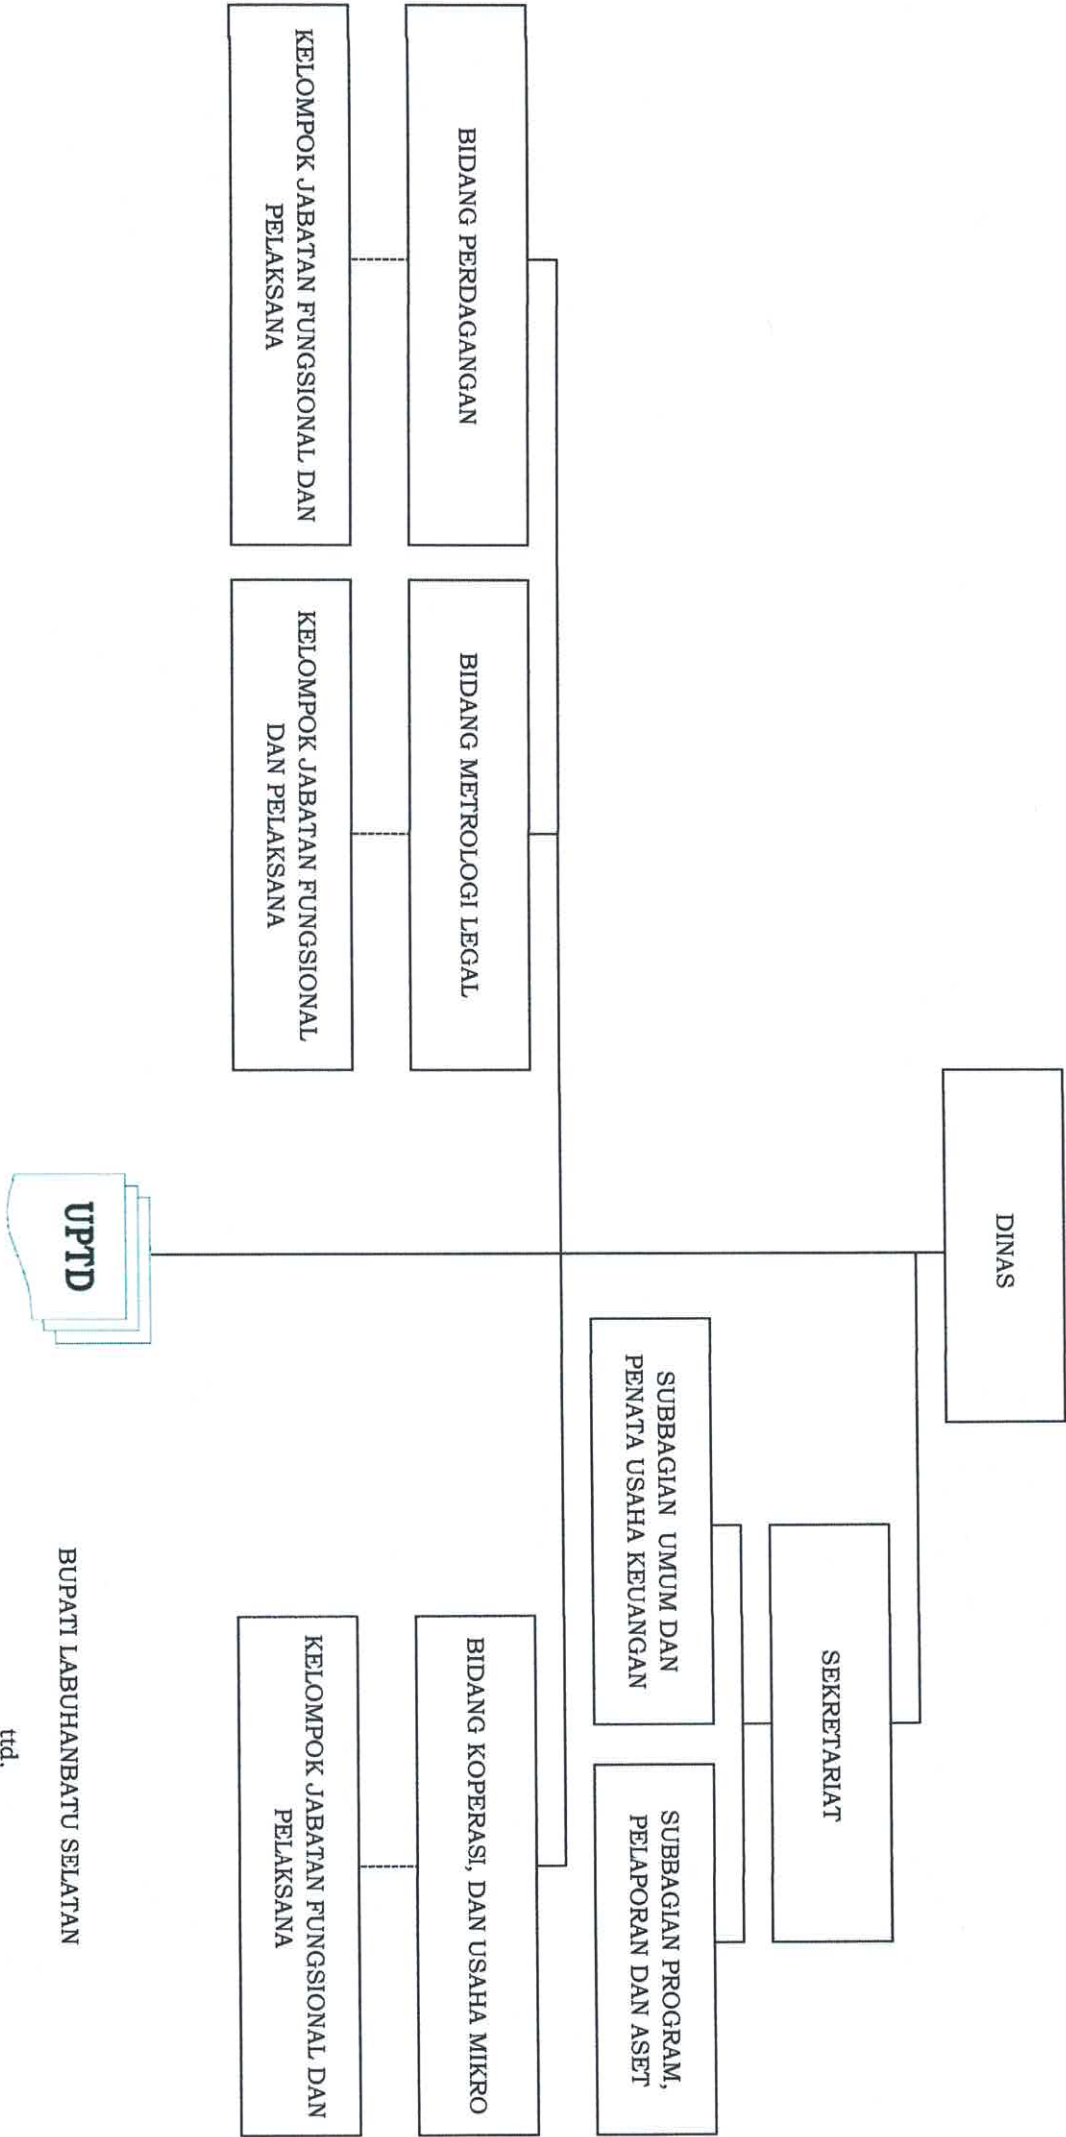 DINAS
SEKRETARIAT
SUBBAGIAN UMUM DAN
PENATA USAHA KEUANGAN
SUBBAGIAN PROGRAM,
PELAPORAN DAN ASET
BIDANG PERDAGANGAN
BIDANG METROLOGI LEGAL
BIDANG KOPERASI, DAN USAHA MIKRO
KELOMPOK JABATAN FUNGSIONAL DAN
PELAKSANA
KELOMPOK JABATAN FUNGSIONAL
DAN PELAKSANA
KELOMPOK JABATAN FUNGSIONAL DAN
PELAKSANA
UPTD
BUPATI LABUHANBATU SELATAN
ttd.